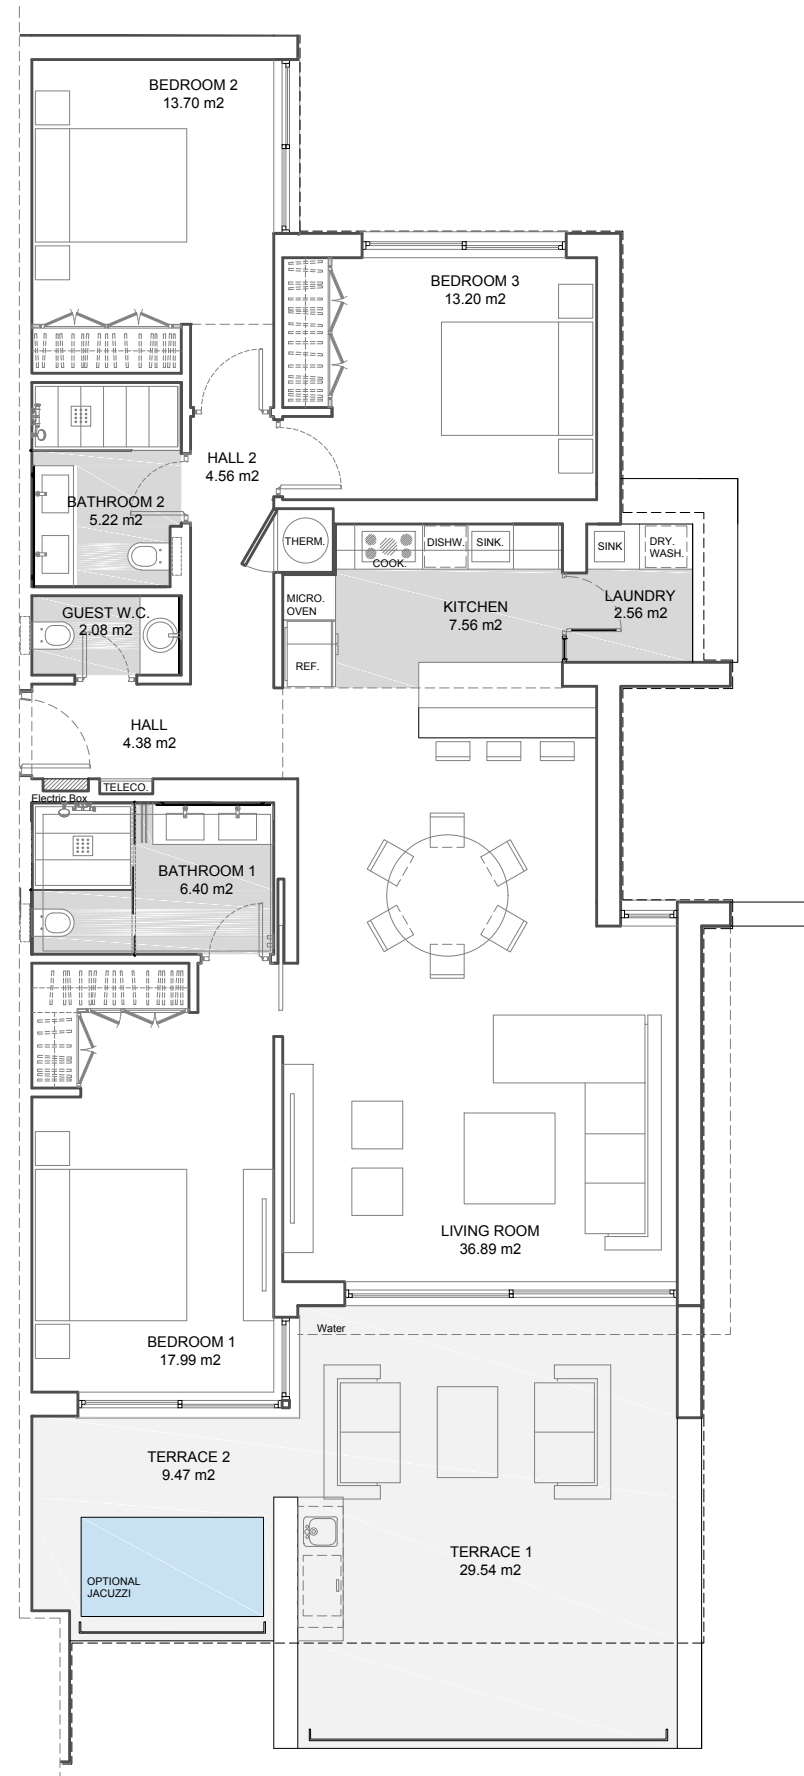 BEDROOM 2
13.70 m2
BEDROOM 3
13.20 m2
HALL 2
4.56 m2
BATHROOM 2
5.22 m2
THERM.
COOK.
DISHW.
SINK.
SINK
DRY.
WASH.
MICRO.
OVEN
KITCHEN
7.56 m2
LAUNDRY
2.56 m2
GUEST W.C.
2.08 m2
REF.
HALL
4.38 m2
TELECO.
Electric Box
BATHROOM 1
6.40 m2
LIVING ROOM
36.89 m2
Water
BEDROOM 1
17.99 m2
TERRACE 2
9.47 m2
TERRACE 1
29.54 m2
OPTIONAL
JACUZZI